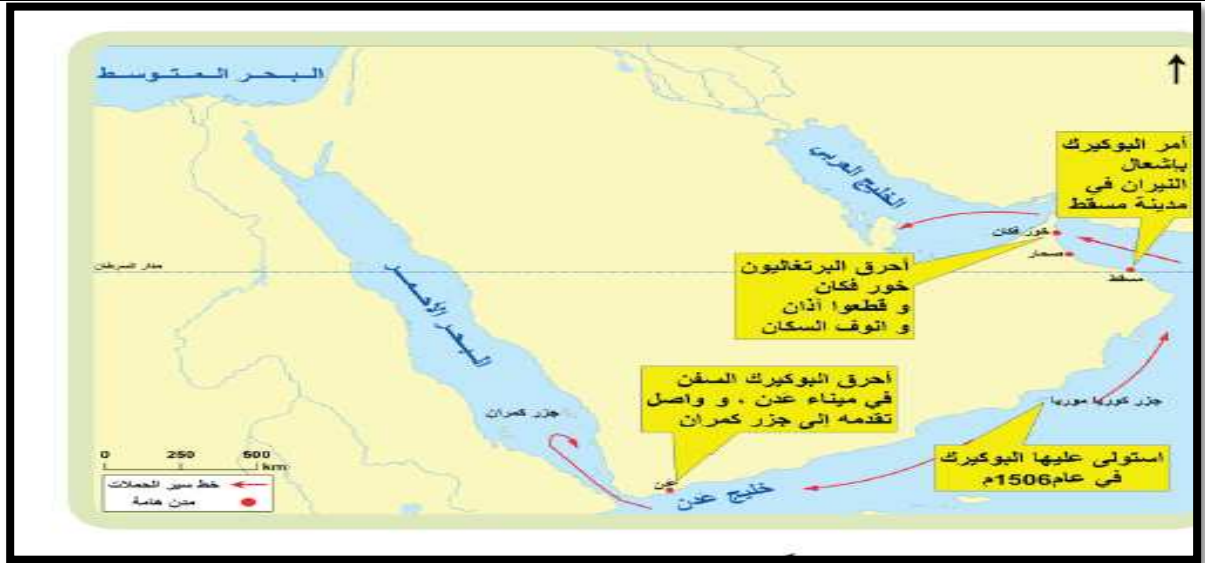 البحر المتوسط
أمر البوكيرك
بإشعال
النيران في
مدينة مسقط
الخليج العربي
خور فكان
صحار
مسقط
مدار السرطان
أحرق البرتغاليون
خور فكان
و قطعوا آذان
و انوف السكان
البحر الأحمر
أحرق البوكيرك السفن
في ميناء عدن ، و واصل
تقدمه إلى جزر كمران
جزر كمران
جزر كوريا موريا
استولى عليها البوكيرك
في عام1506م
عدن
خليج عدن
0 250 500
km
خط سير الحملات
مدن هامة